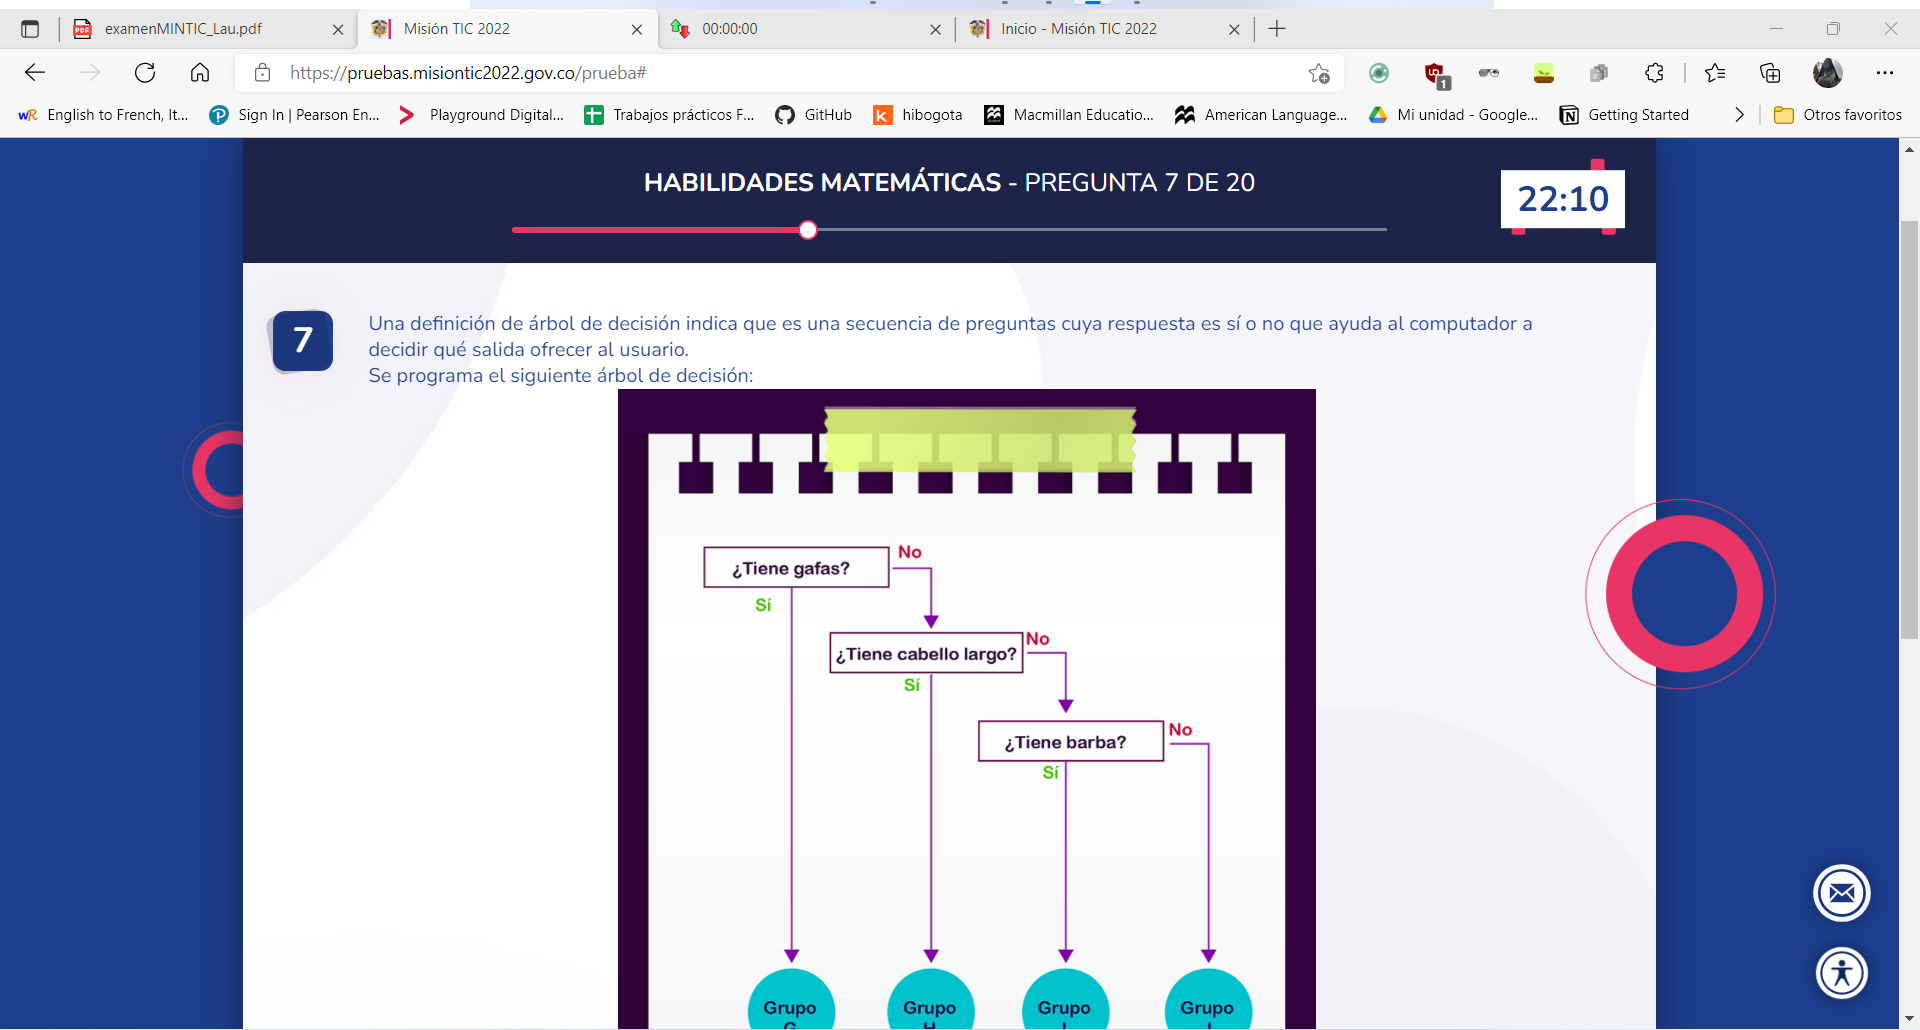 examenMINTIC_Lau.pdf
Misión TIC 2022
00:00:00
Inicio - Misión TIC 2022
https://pruebas.misiontic2022.gov.co/prueba#
1
English to French, It...
Sign In | Pearson En...
Playground Digital...
Trabajos prácticos F...
GitHub
hibogota
Macmillan Educatio...
American Language...
Mi unidad - Google...
Getting Started
Otros favoritos
HABILIDADES MATEMÁTICAS - PREGUNTA 7 DE 20
22:10
7
Una definición de árbol de decisión indica que es una secuencia de preguntas cuya respuesta es sí o no que ayuda al computador a
decidir qué salida ofrecer al usuario.
Se programa el siguiente árbol de decisión:
¿Tiene gafas?
No
Sí
¿Tiene cabello largo?
No
Sí
¿Tiene barba?
No
Sí
Grupo
Grupo
Grupo
Grupo